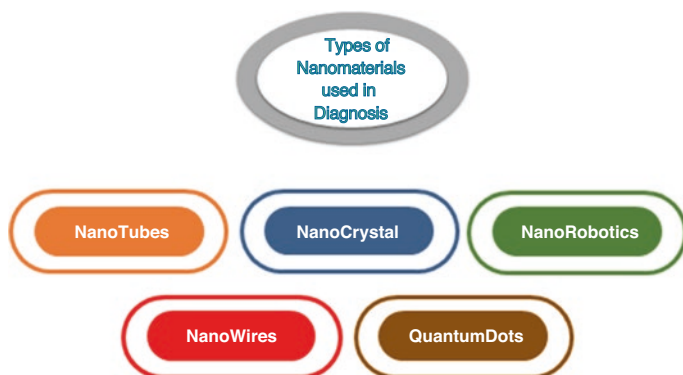 Types of
Nanomaterials
used in
Diagnosis
NanoTubes
NanoCrystal
NanoRobotics
NanoWires
QuantumDots